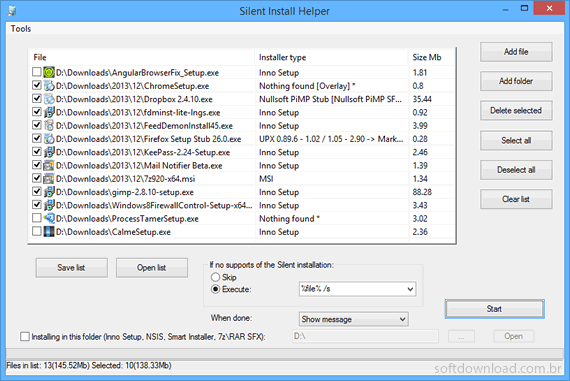 Silent Install Helper
Tools
File Installer type Size Mb
D:\Downloads\AngularBrowserFix_Setup.exe Inno Setup 1.81
D:\Downloads\2013\12\ChromeSetup.exe Nothing found [Overlay] * 0.8
D:\Downloads\2013\12\Dropbox 2.4.10.exe Nullsoft PiMP Stub [Nullsoft PiMP SF... 35.44
D:\Downloads\2013\12\fdminst-lite-lngs.exe Inno Setup 0.92
D:\Downloads\2013\12\FeedDemonInstall45.exe Inno Setup 3.99
D:\Downloads\2013\12\Firefox Setup Stub 26.0.exe UPX 0.89.6 - 1.02 / 1.05 - 2.90 -> Mark... 0.28
D:\Downloads\2013\12\KeePass-2.24-Setup.exe Inno Setup 2.46
D:\Downloads\2013\12\Mail Notifier Beta.exe Inno Setup 1.39
D:\Downloads\2013\12\7z920-x64.msi MSI 1.34
D:\Downloads\gimp-2.8.10-setup.exe Inno Setup 88.28
D:\Downloads\Windows8FirewallControl-Setup-x64... Inno Setup 3.43
D:\Downloads\ProcessTamerSetup.exe Nothing found * 3.02
D:\Downloads\CalmeSetup.exe Inno Setup 2.36
Add file
Add folder
Delete selected
Select all
Deselect all
Clear list
Save list Open list
If no supports of the Silent installation:
Skip
Execute: %file% /s
When done: Show message
Start
Installing in this folder (Inno Setup, NSIS, Smart Installer, 7z\RAR SFX): D:\ ... Open
Files in list: 13(145.52Mb) Selected: 10(138.33Mb)
softdownload.com.br